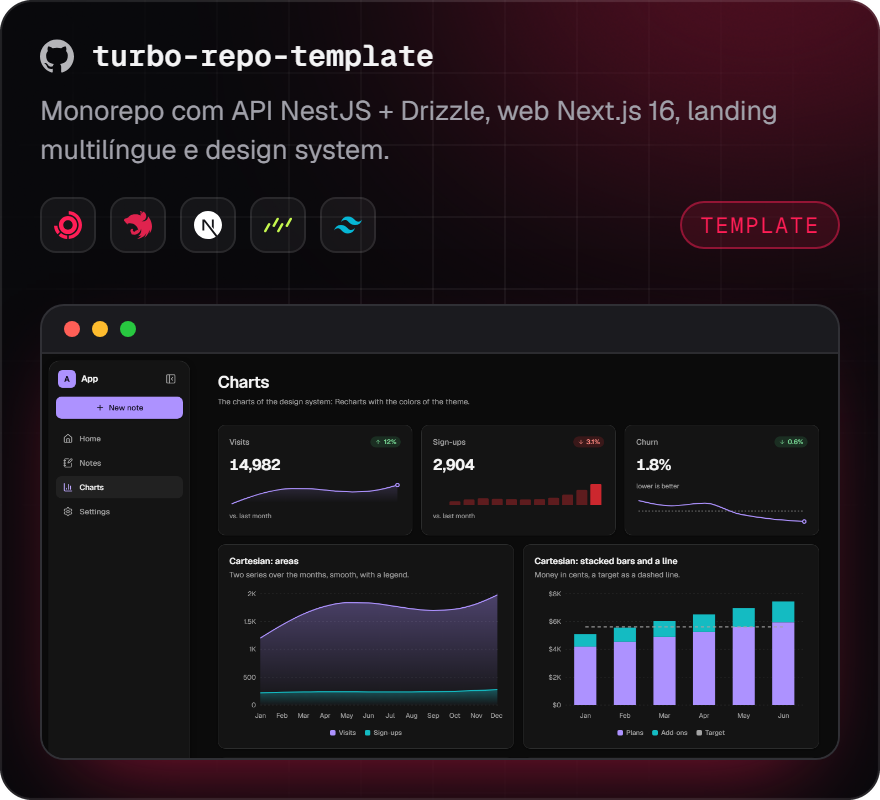 turbo-repo-template
Monorepo com API NestJS + Drizzle, web Next.js 16, landing
multilíngue e design system.
N
TEMPLATE
A App
+ New note
Home
Notes
Charts
Settings
Charts
The charts of the design system: Recharts with the colors of the theme.
Visits ↑ 12%
14,982
vs. last month
Sign-ups ↓ 3.1%
2,904
vs. last month
Churn ↓ 0.6%
1.8%
lower is better
Cartesian: areas
Two series over the months, smooth, with a legend.
2K
1.5K
1K
500
0
Jan Feb Mar Apr May Jun Jul Aug Sep Oct Nov Dec
Visits Sign-ups
Cartesian: stacked bars and a line
Money in cents, a target as a dashed line.
$8K
$6K
$4K
$2K
$0
Jan Feb Mar Apr May Jun
Plans Add-ons Target